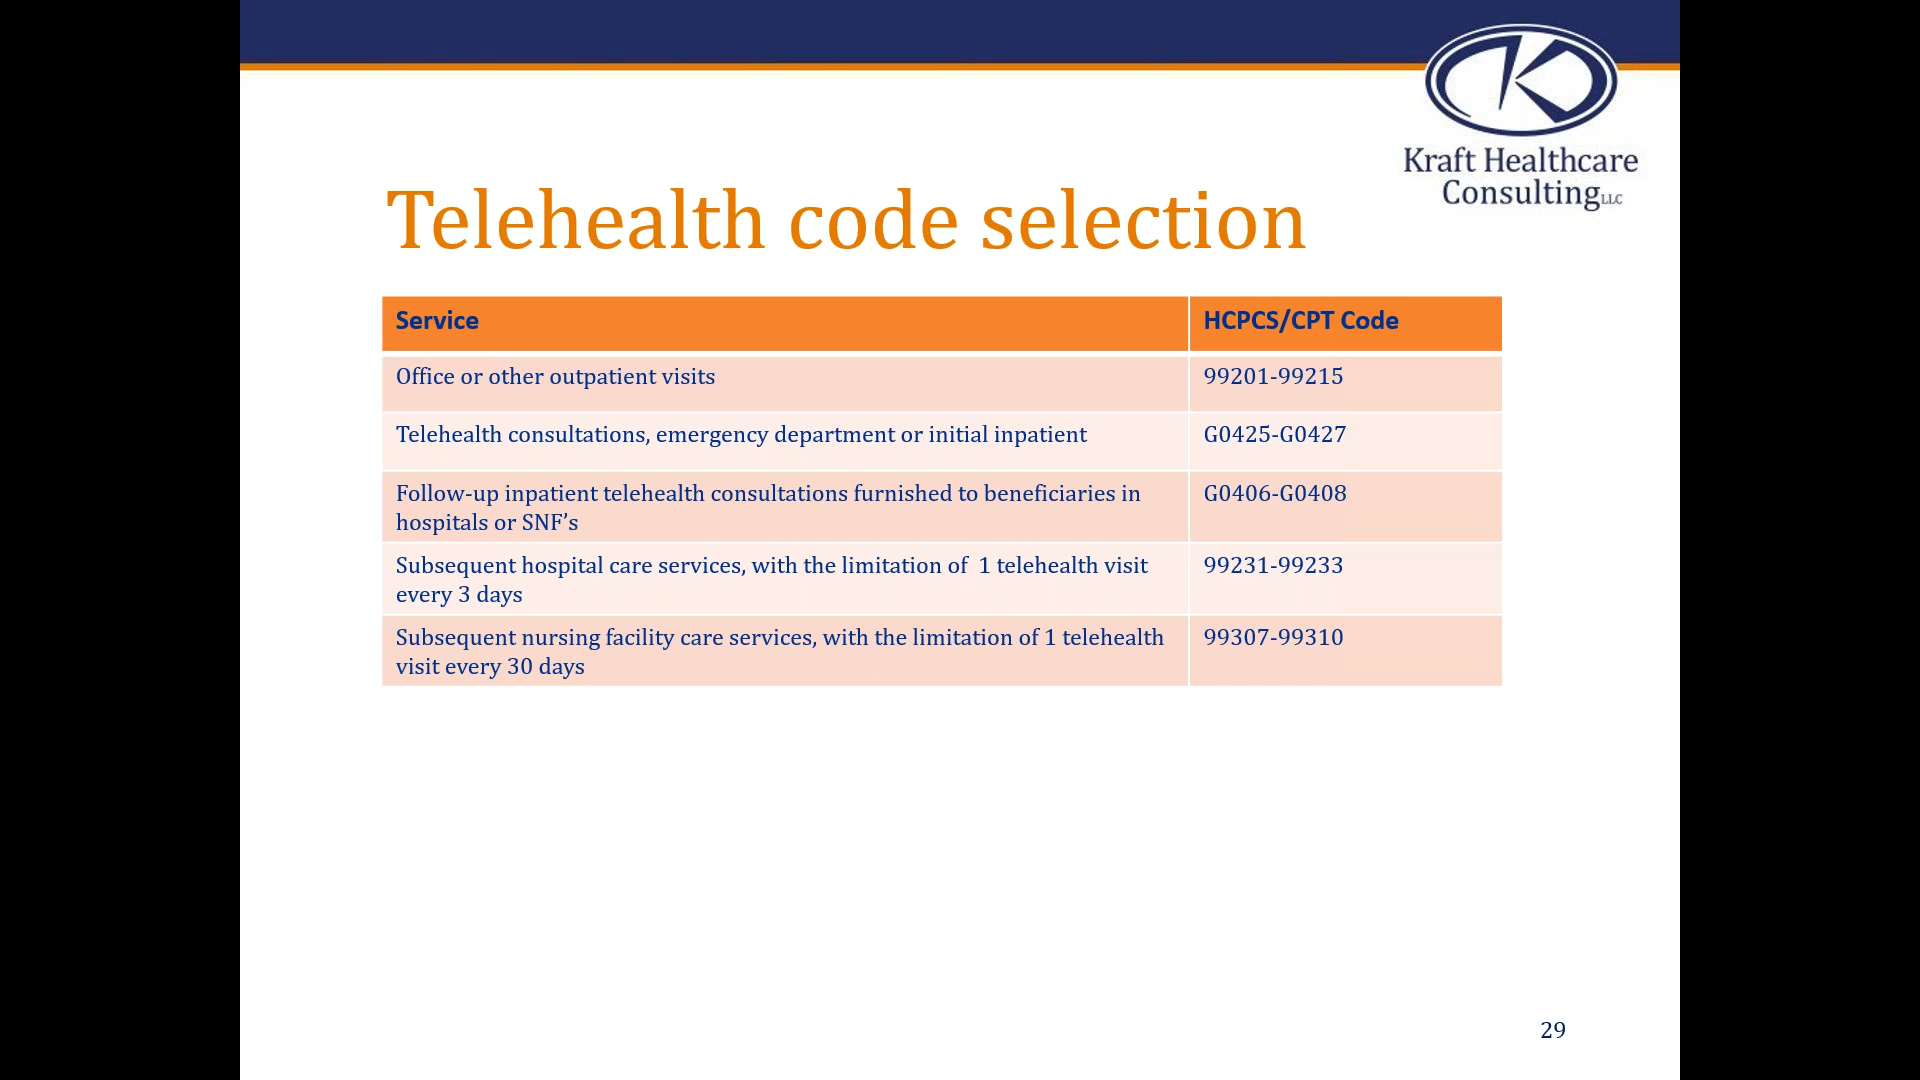 Kraft Healthcare
Consulting LLC
Telehealth code selection
Service HCPCS/CPT Code
Office or other outpatient visits 99201-99215
Telehealth consultations, emergency department or initial inpatient G0425-G0427
Follow-up inpatient telehealth consultations furnished to beneficiaries in G0406-G0408
hospitals or SNF’s
Subsequent hospital care services, with the limitation of  1 telehealth visit 99231-99233
every 3 days
Subsequent nursing facility care services, with the limitation of 1 telehealth 99307-99310
visit every 30 days
29